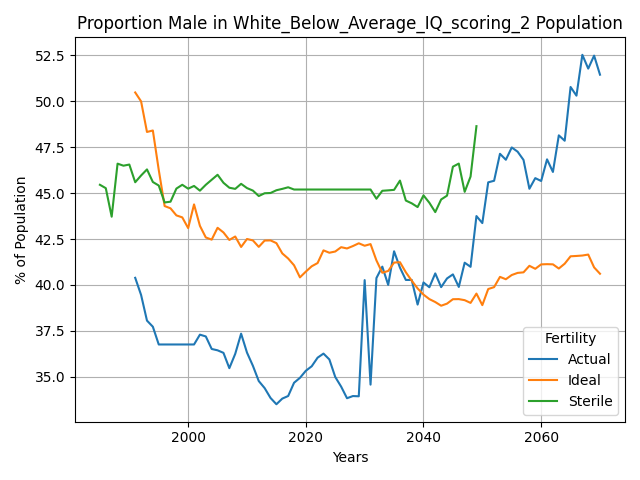 Proportion Male in White_Below_Average_IQ_scoring_2 Population
% of Population
52.5
50.0
47.5
45.0
42.5
40.0
37.5
35.0
Fertility
Actual
Ideal
Sterile
2000 2020 2040 2060
Years